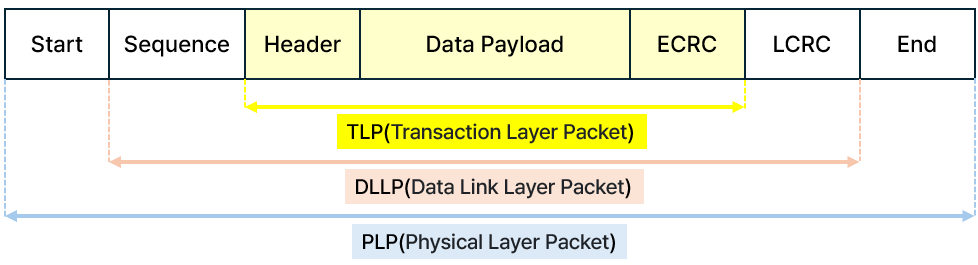 Start Sequence Header Data Payload ECRC LCRC End
TLP(Transaction Layer Packet)
DLLP(Data Link Layer Packet)
PLP(Physical Layer Packet)